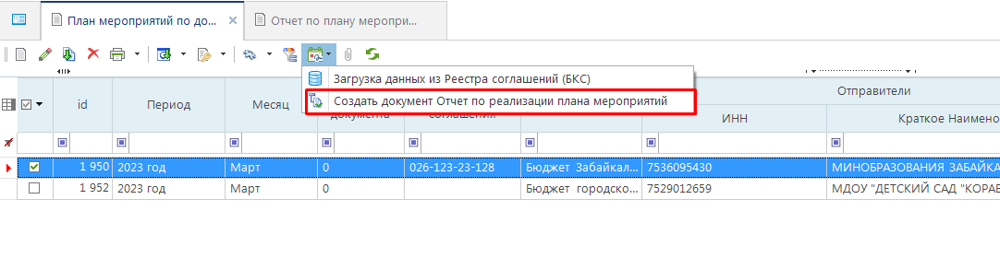 План мероприятий по до...
Отчет по плану меропри...
Загрузка данных из Реестра соглашений (БКС)
Создать документ Отчет по реализации плана мероприятий
id Период Месяц документа соглашения Отправители
ИНН Краткое Наимено
1 950 2023 год Март 0 026-123-23-128 Бюджет Забайкал... 7536095430 МИНОБРАЗОВАНИЯ ЗАБАЙКА
1 952 2023 год Март 0 Бюджет городско... 7529012659 МДОУ "ДЕТСКИЙ САД "КОРАБ